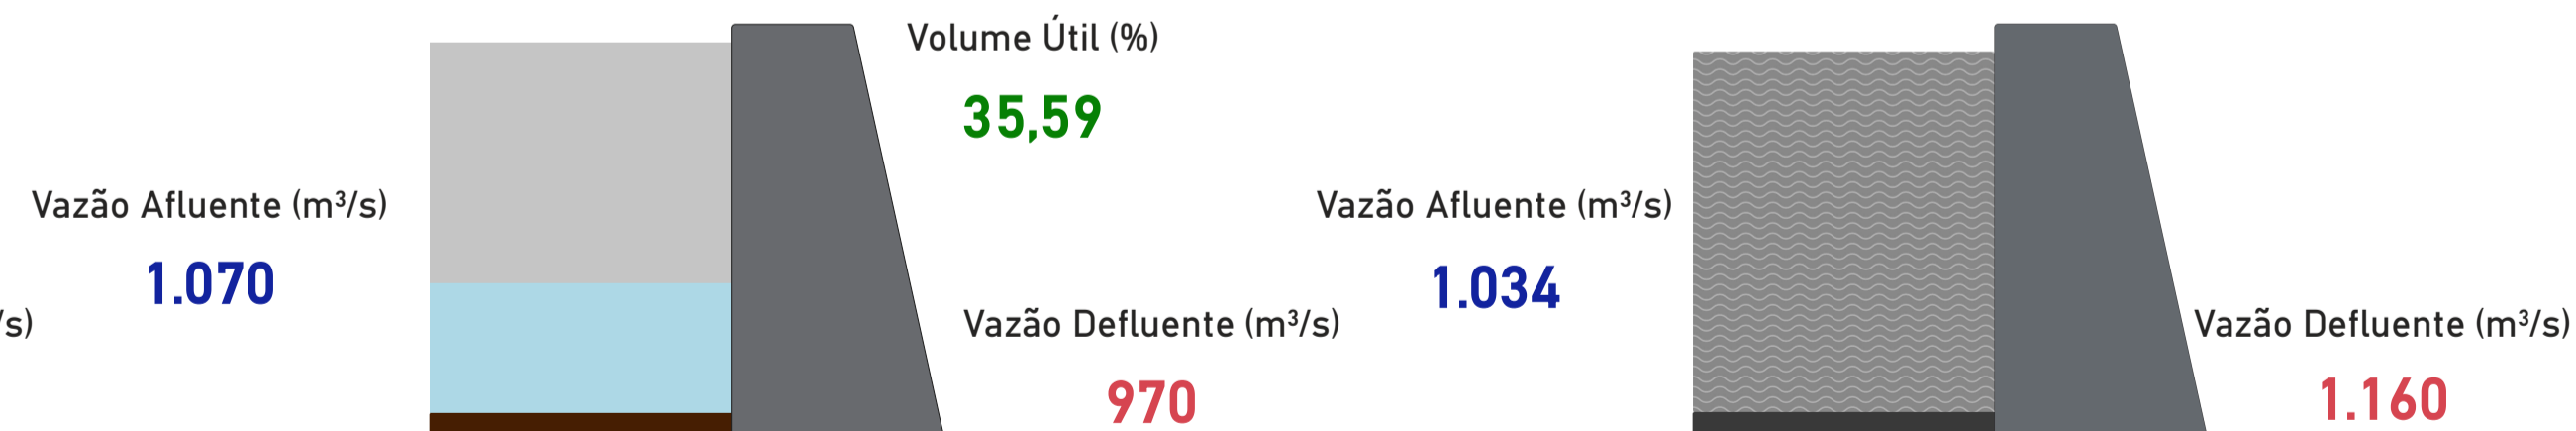 Volume Útil (%)
35,59
Vazão Afluente (m³/s)
1.070
/s)
Vazão Defluente (m³/s)
970
Vazão Afluente (m³/s)
1.034
Vazão Defluente (m³/s)
1.160